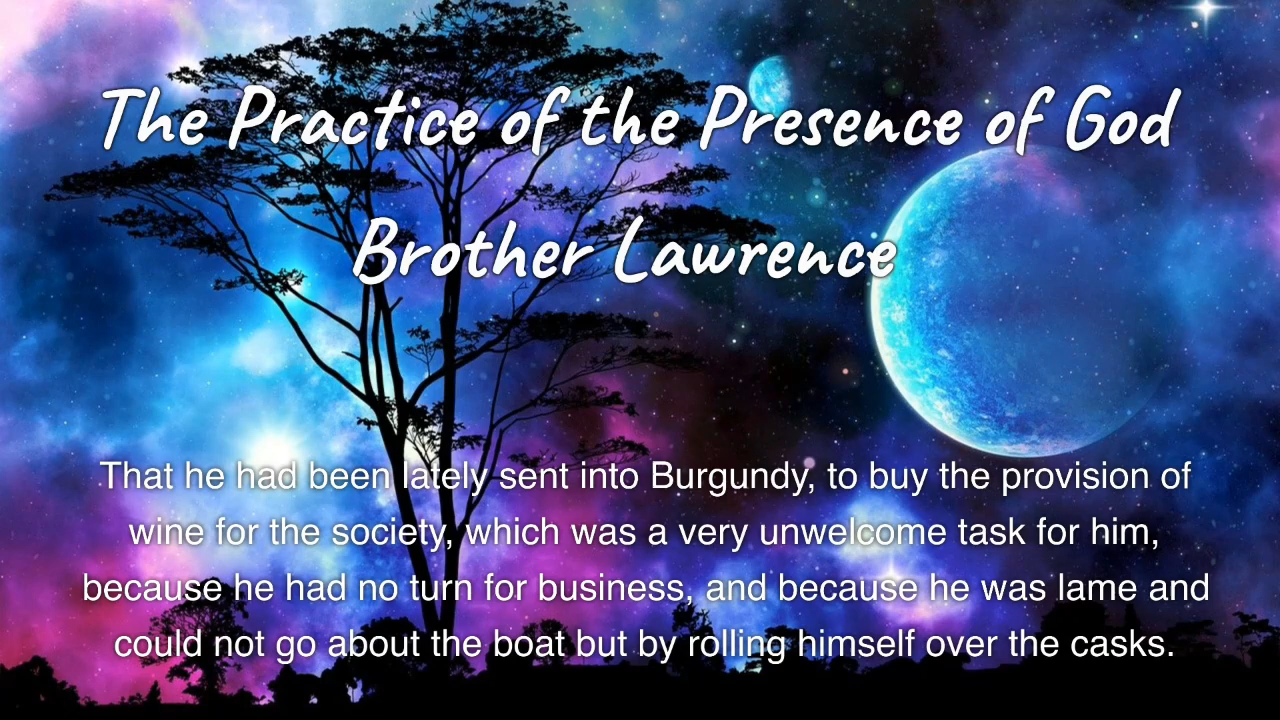 The Practice of the Presence of God
Brother Lawrence
That he had been lately sent into Burgundy, to buy the provision of
wine for the society, which was a very unwelcome task for him,
because he had no turn for business, and because he was lame and
could not go about the boat but by rolling himself over the casks.